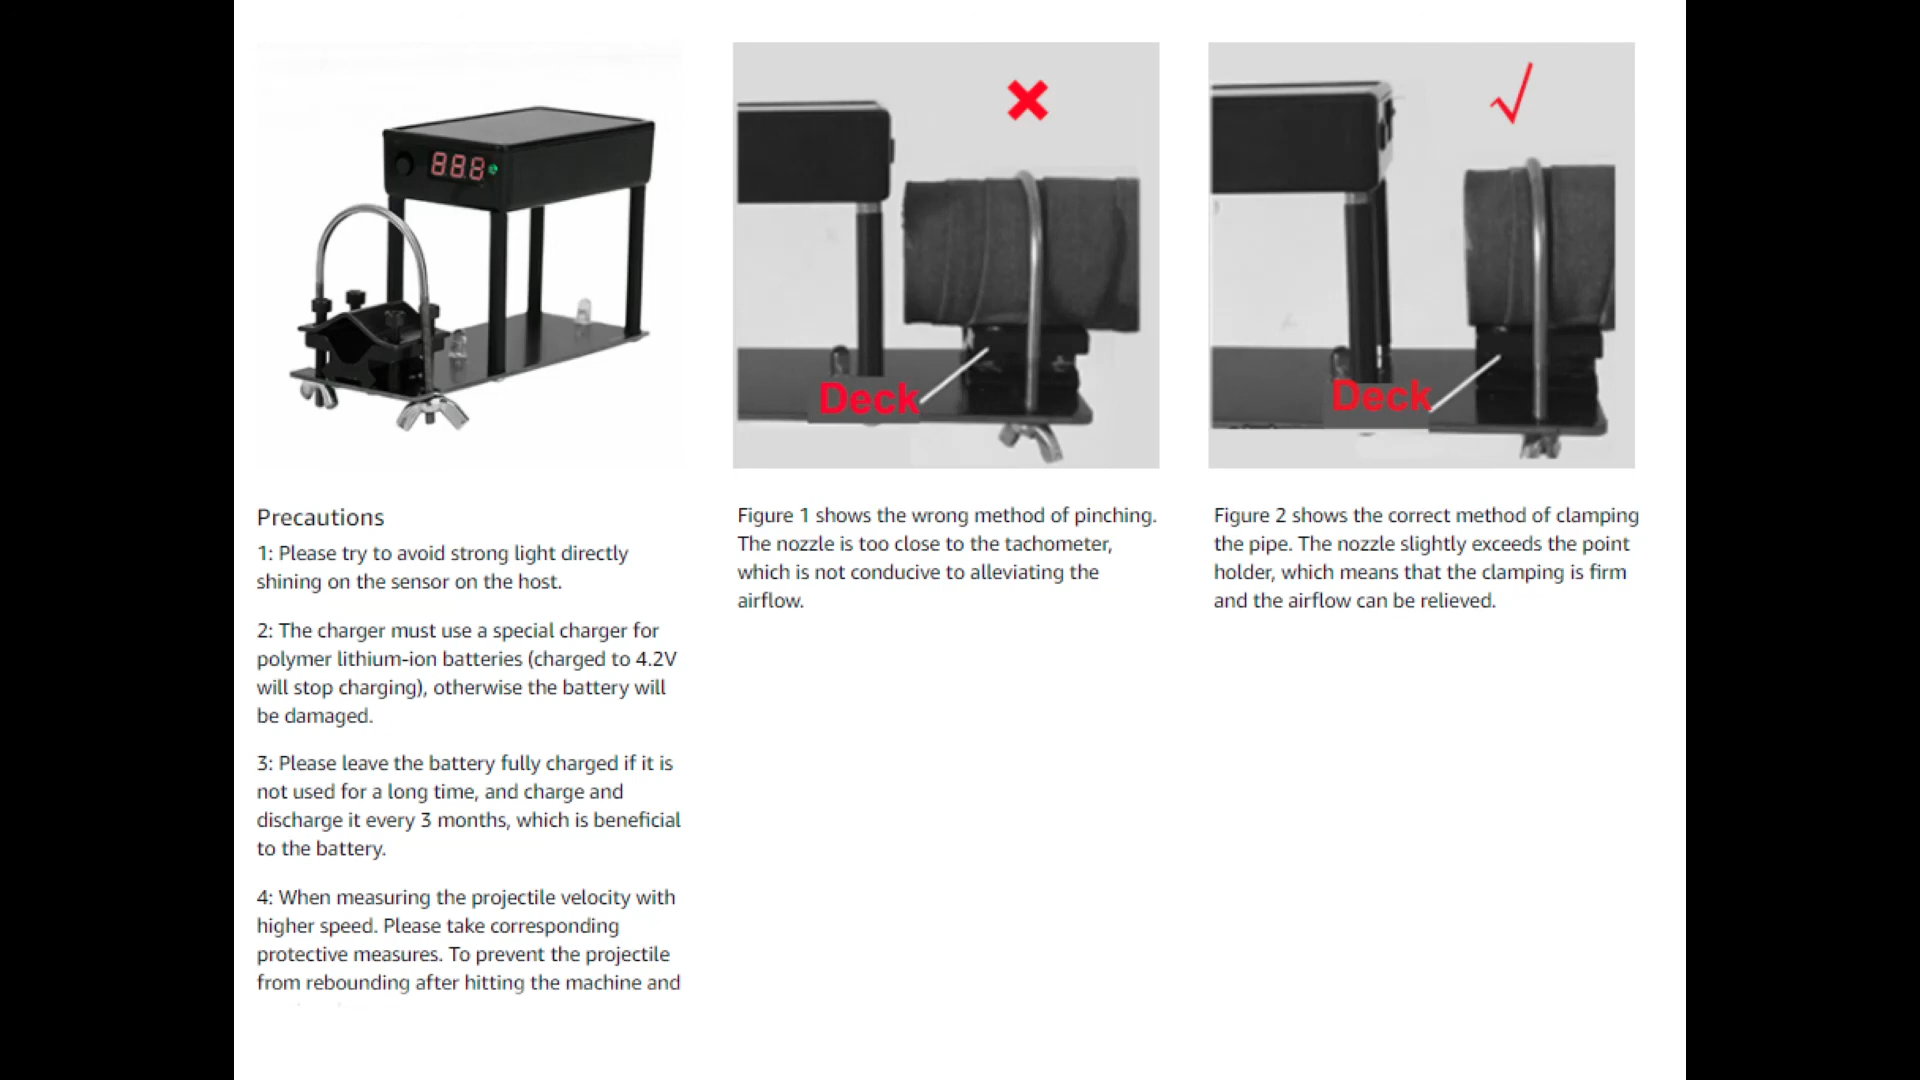 888
Deck
Deck
Precautions
1: Please try to avoid strong light directly
shining on the sensor on the host.
2: The charger must use a special charger for
polymer lithium-ion batteries (charged to 4.2V
will stop charging), otherwise the battery will
be damaged.
3: Please leave the battery fully charged if it is
not used for a long time, and charge and
discharge it every 3 months, which is beneficial
to the battery.
4: When measuring the projectile velocity with
higher speed. Please take corresponding
protective measures. To prevent the projectile
from rebounding after hitting the machine and
Figure 1 shows the wrong method of pinching.
The nozzle is too close to the tachometer,
which is not conducive to alleviating the
airflow.
Figure 2 shows the correct method of clamping
the pipe. The nozzle slightly exceeds the point
holder, which means that the clamping is firm
and the airflow can be relieved.